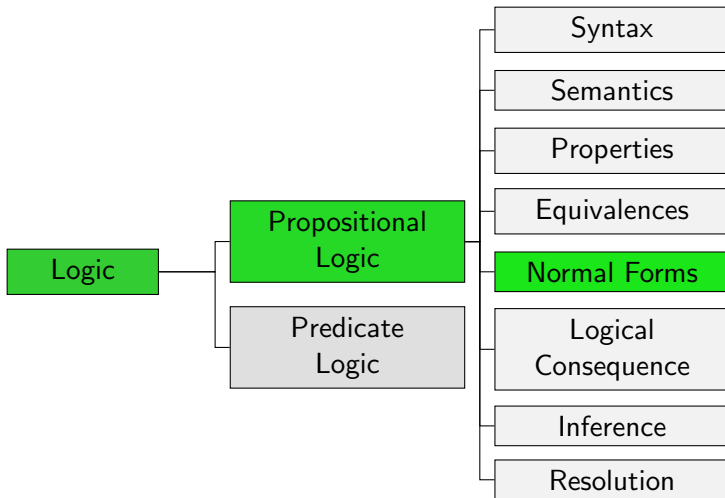 Logic
Propositional
Logic
Predicate
Logic
Syntax
Semantics
Properties
Equivalences
Normal Forms
Logical
Consequence
Inference
Resolution